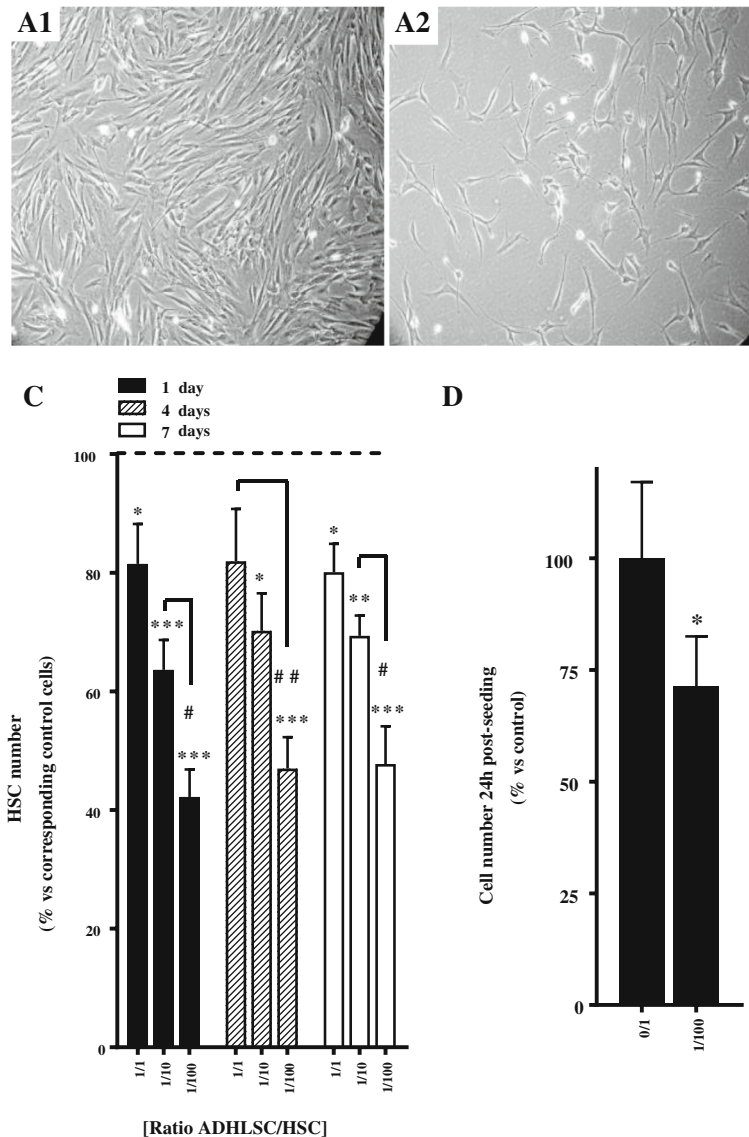 A1
A2
C
1 day
4 days
7 days
D
HSC number
(% vs corresponding control cells)
100
80
60
40
20
0
*
***
#
***
*
# #
***
*
**
#
***
1/1
1/10
1/100
1/1
1/10
1/100
1/1
1/10
1/100
[Ratio ADHLSC/HSC]
Cell number 24h post-seeding
(% vs control)
100
75
50
25
0
*
0/1
1/100